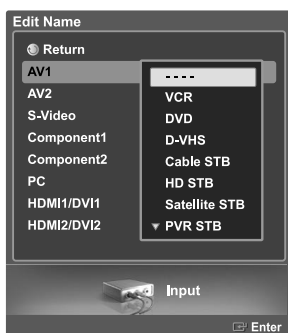 Edit Name
Return
AV1
AV2
S-Video
Component1
Component2
PC
HDMI1/DVI1
HDMI2/DVI2
- - - -
VCR
DVD
D-VHS
Cable STB
HD STB
Satellite STB
▼ PVR STB
Input
Enter